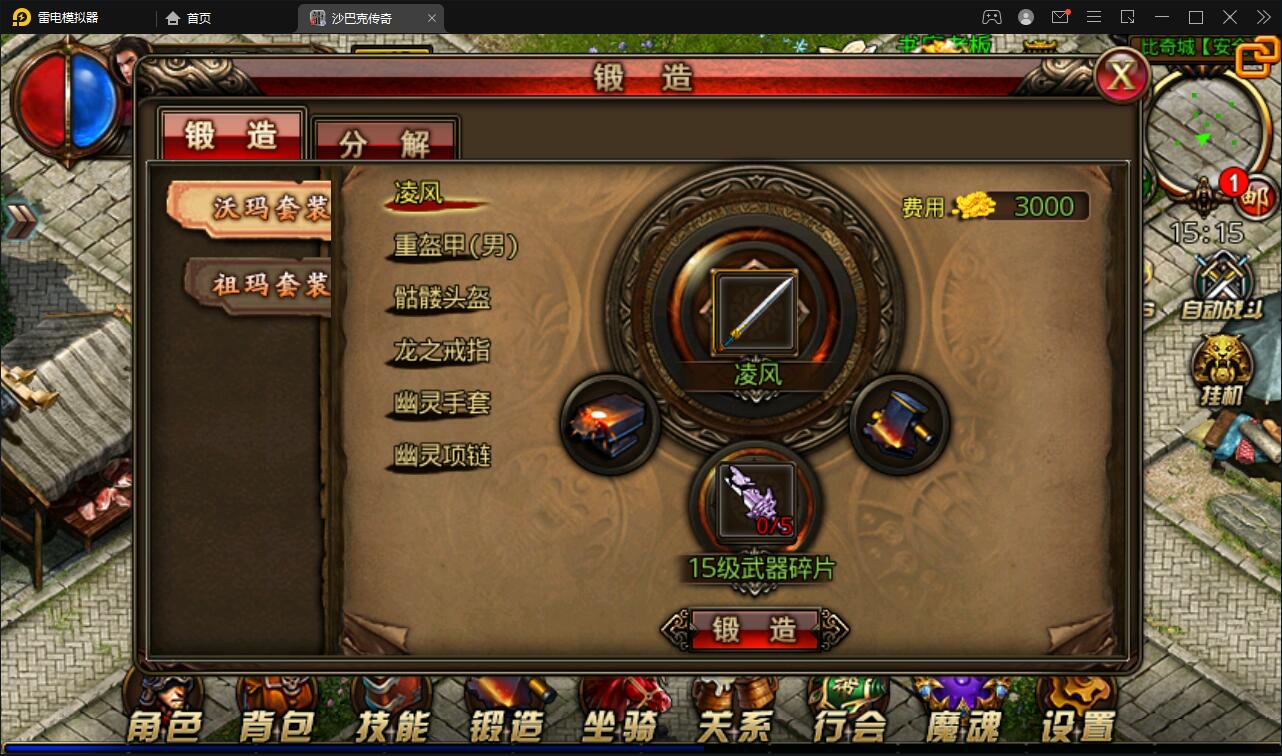 雷电模拟器
首页
沙巴克传奇
书店老板
比奇城【安全
锻 造
X
锻 造
分 解
沃玛套装
祖玛套装
凌风
重盔甲(男)
骷髅头盔
龙之戒指
幽灵手套
幽灵项链
费用
3000
凌风
0/5
15级武器碎片
锻 造
1
邮
15:15
自动战斗
挂机
角色
背包
技能
锻造
坐骑
关系
行会
魔魂
设置